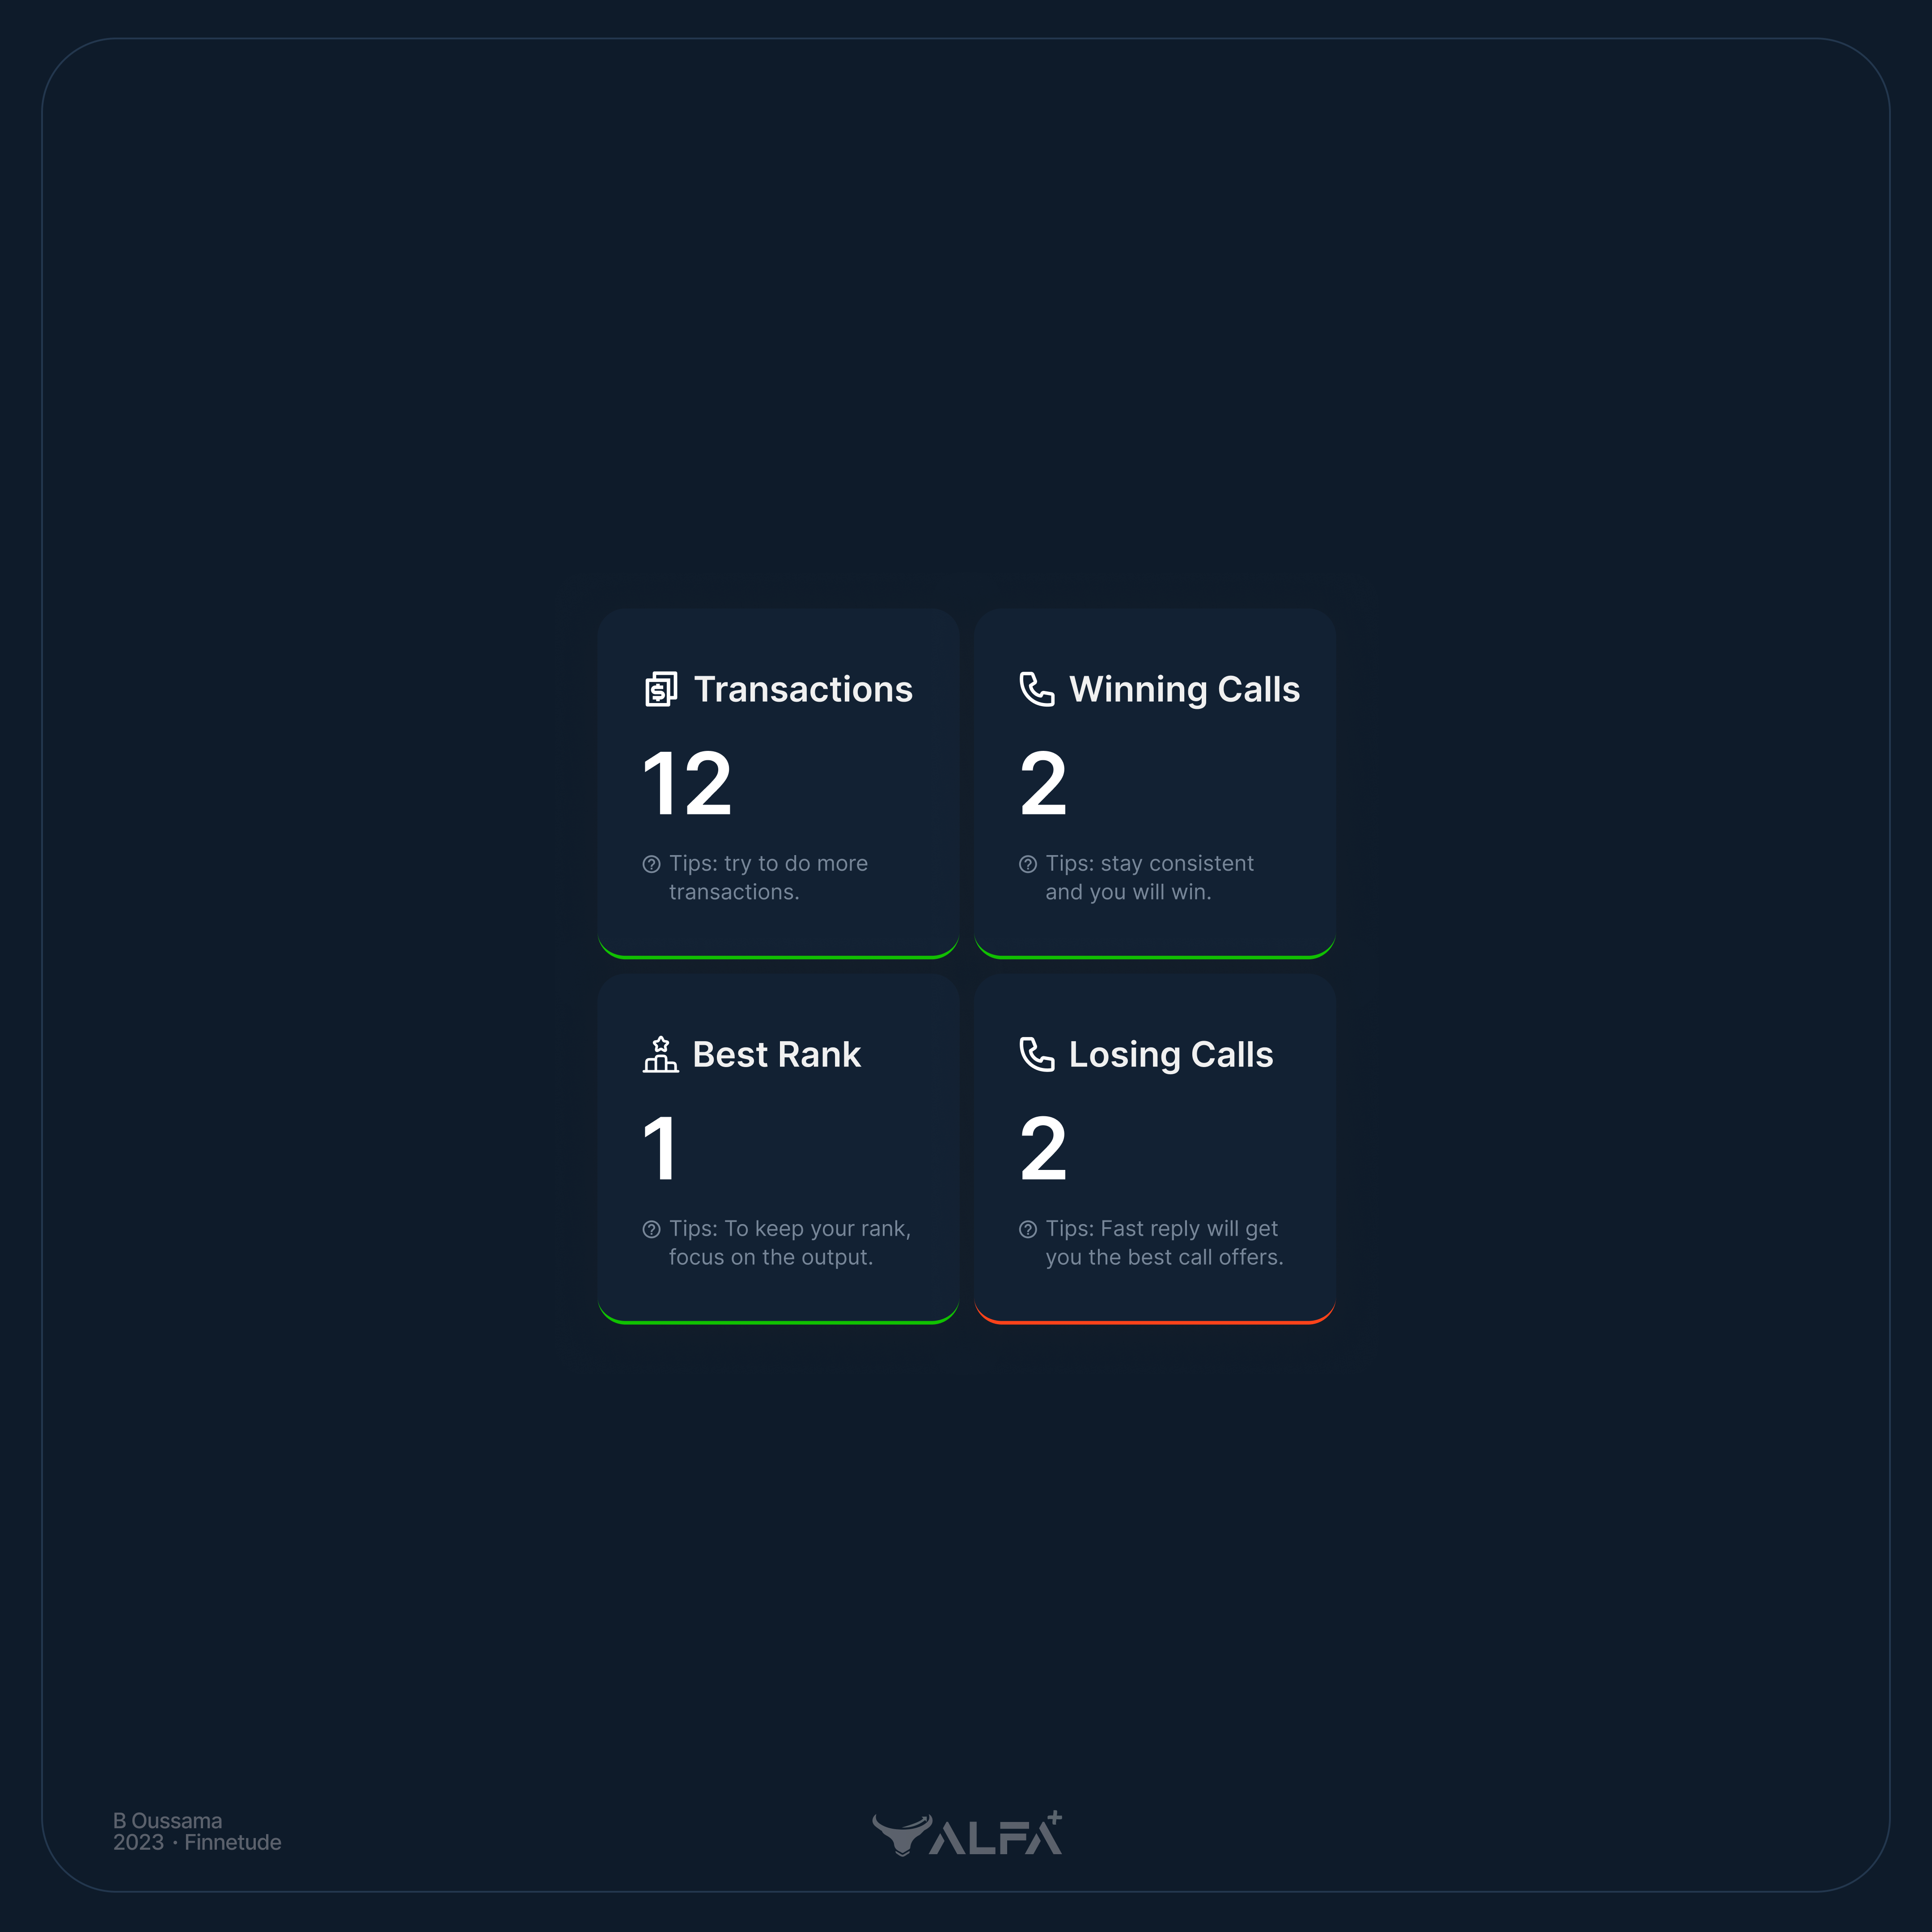 Transactions
12
Tips: try to do more
transactions.
Winning Calls
2
Tips: stay consistent
and you will win.
Best Rank
1
Tips: To keep your rank,
focus on the output.
Losing Calls
2
Tips: Fast reply will get
you the best call offers.
B Oussama
2023 · Finnetude
ALFA+